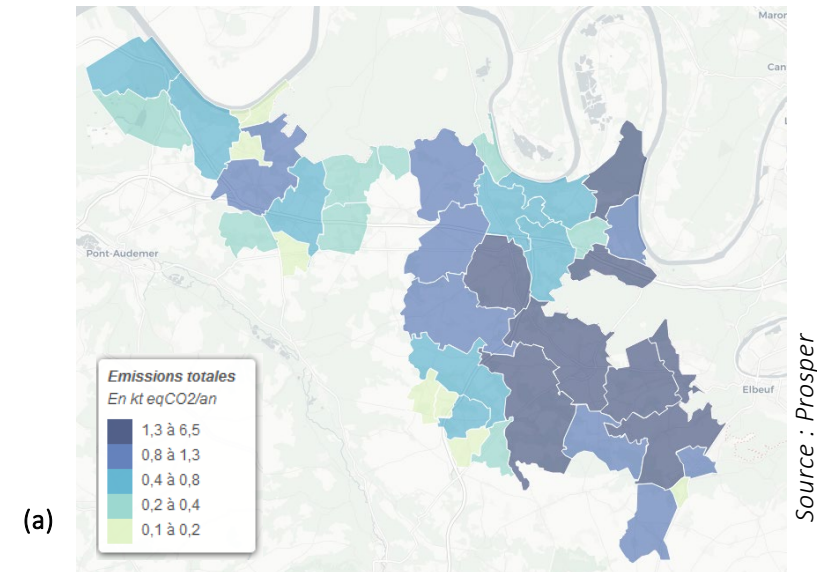 Maror
Can
Pont-Audemer
Elbeuf
Emissions totales
En kt eqCO2/an
1,3 à 6,5
0,8 à 1,3
0,4 à 0,8
0,2 à 0,4
0,1 à 0,2
(a)
Source : Prosper